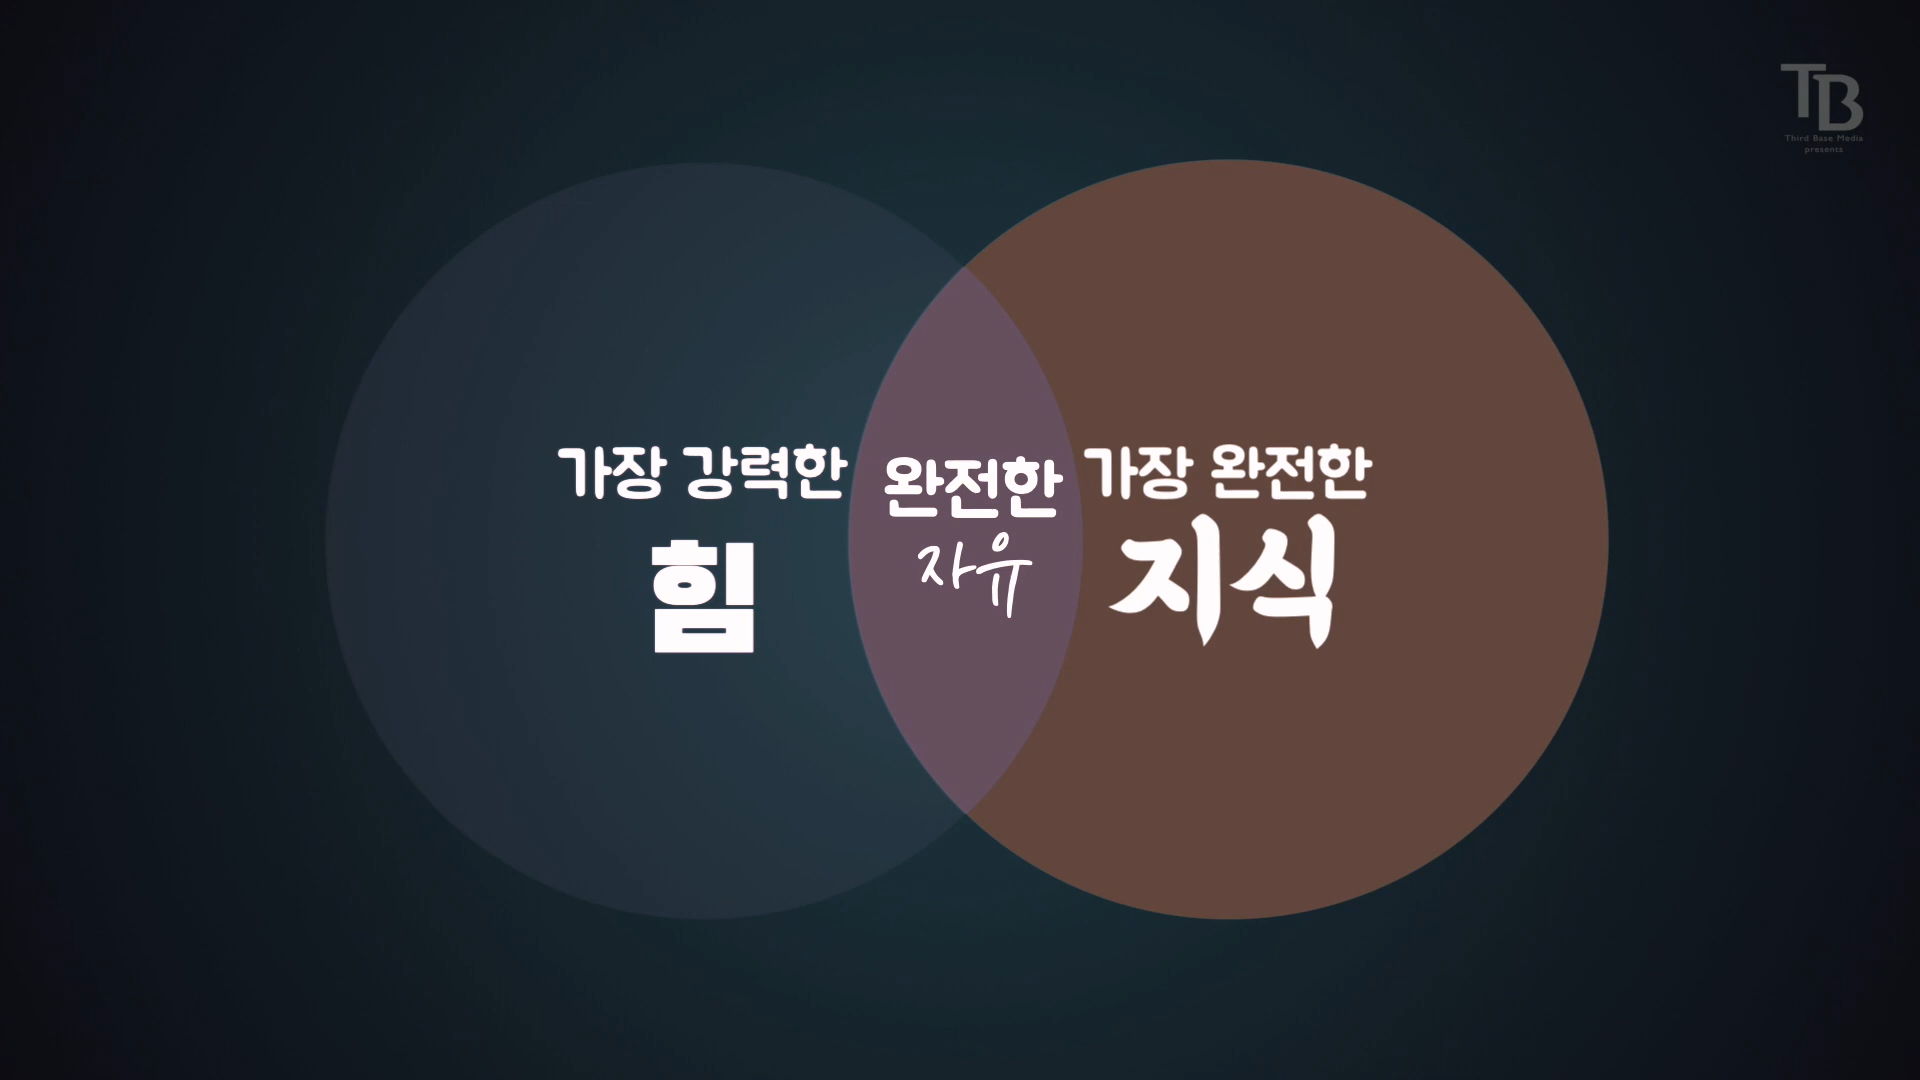 TB
Third Base Media
presents
가장 강력한
힘
완전한
자유
가장 완전한
지식